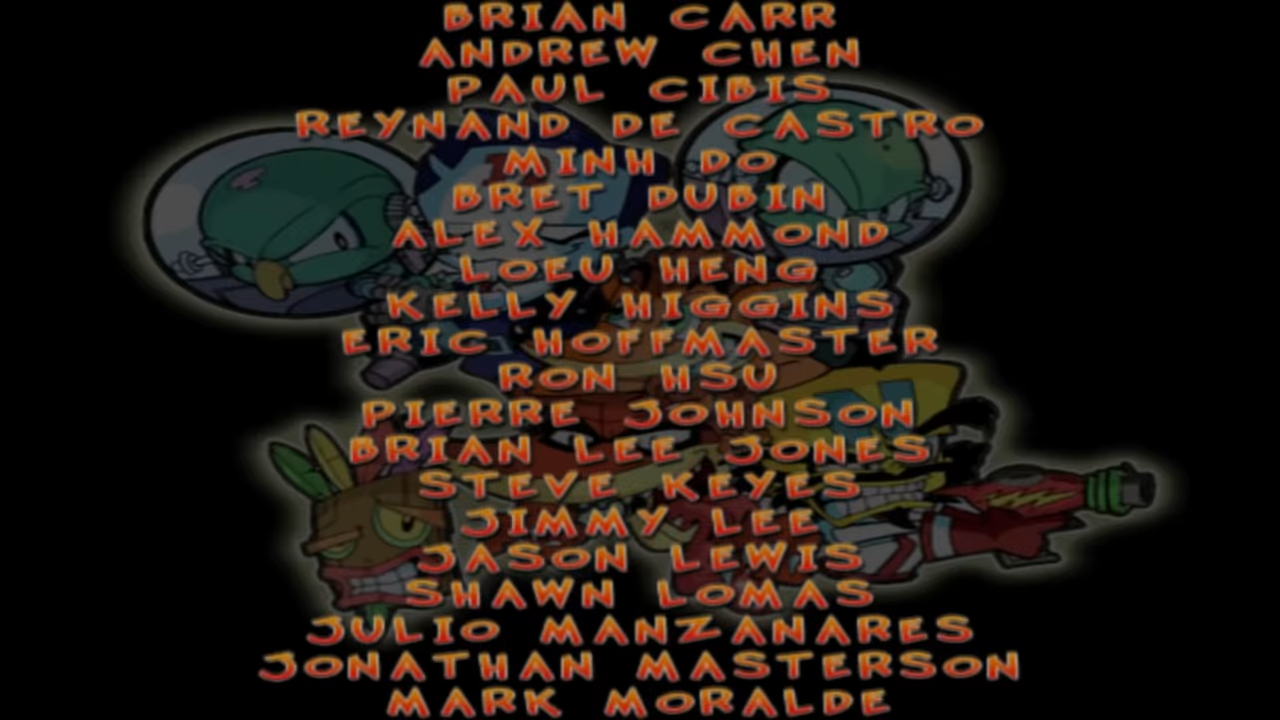 BRIAN CARR
ANDREW CHEN
PAUL CIBIS
REYNAND DE CASTRO
MINH DO
BRET DUBIN
ALEX HAMMOND
LOEU HENG
KELLY HIGGINS
ERIC HOFFMASTER
RON HSU
PIERRE JOHNSON
BRIAN LEE JONES
STEVE KEYES
JIMMY LEE
JASON LEWIS
SHAWN LOMAS
JULIO MANZANARES
JONATHAN MASTERSON
MARK MORALDE